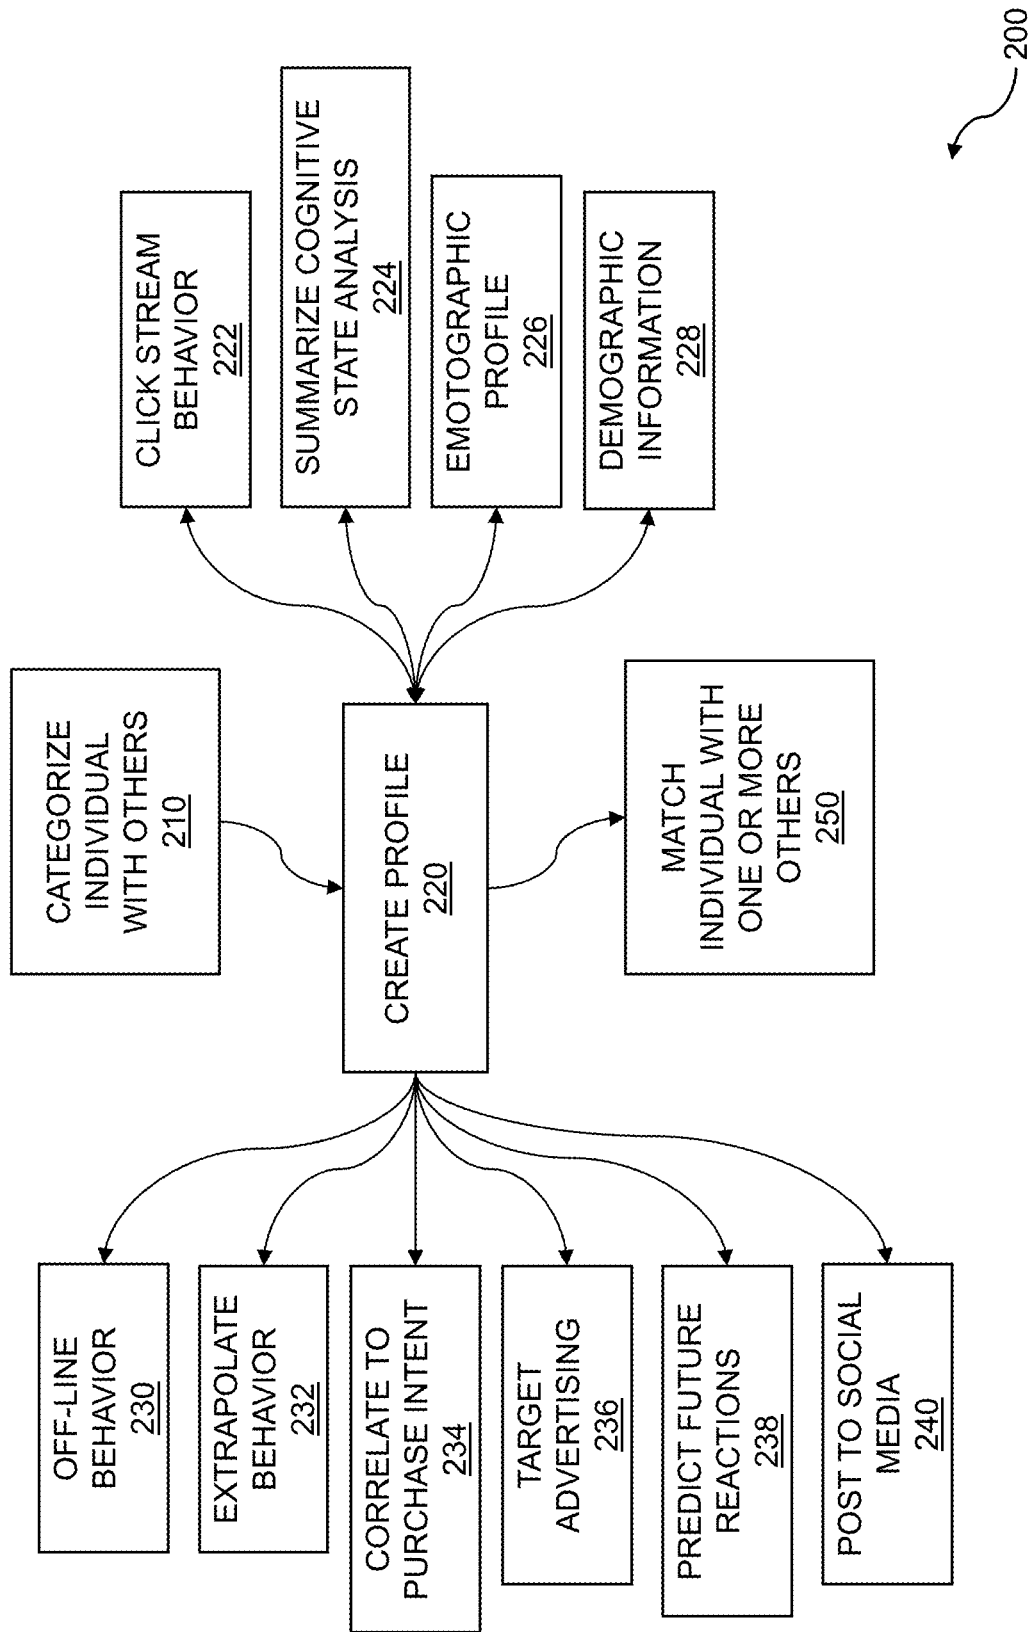 OFF-LINE
BEHAVIOR
230
EXTRAPOLATE
BEHAVIOR
232
CORRELATE TO
PURCHASE INTENT
234
TARGET
ADVERTISING
236
PREDICT FUTURE
REACTIONS
238
POST TO SOCIAL
MEDIA
240
CATEGORIZE
INDIVIDUAL
WITH OTHERS
210
CREATE PROFILE
220
MATCH
INDIVIDUAL WITH
ONE OR MORE
OTHERS
250
CLICK STREAM
BEHAVIOR
222
SUMMARIZE COGNITIVE
STATE ANALYSIS
224
EMOTOGRAPHIC
PROFILE
226
DEMOGRAPHIC
INFORMATION
228
200